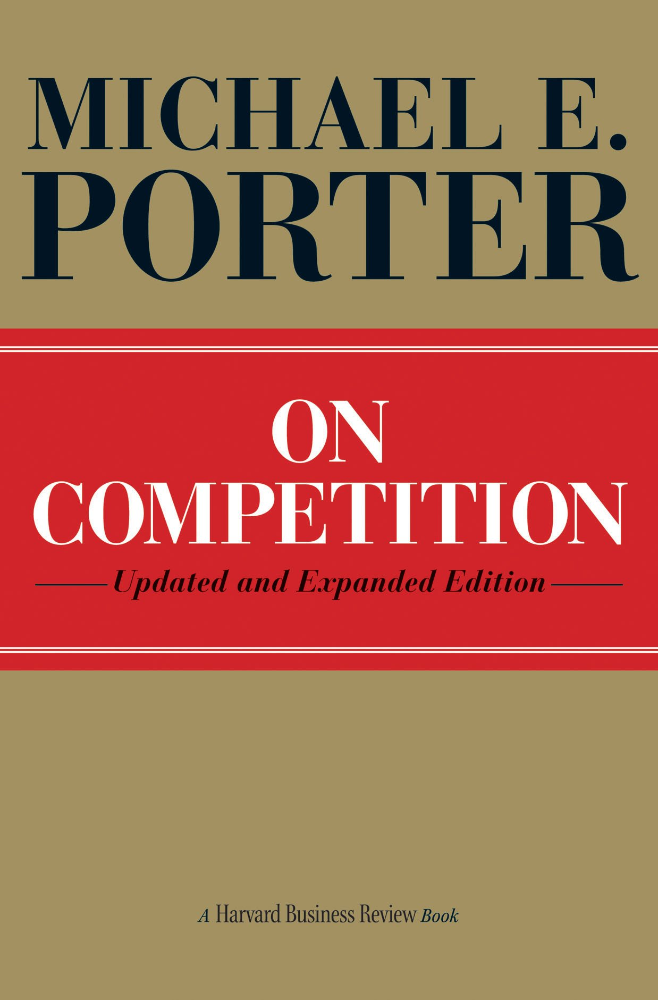 MICHAEL E.
PORTER
ON
COMPETITION
Updated and Expanded Edition
A Harvard Business Review Book